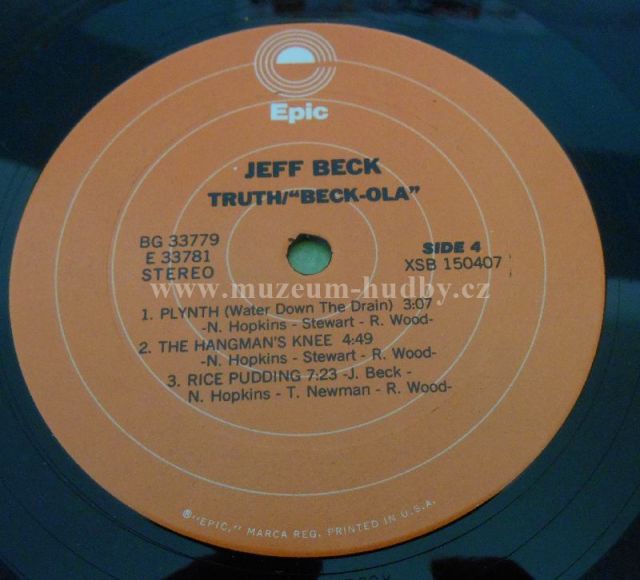 Epic
JEFF BECK
TRUTH/"BECK-OLA"
BG 33779
E 33781
STEREO
SIDE 4
XSB 150407
www.muzeum-hudby.cz
1. PLYNTH (Water Down The Drain) 3:07
-N. Hopkins - Stewart - R. Wood-
2. THE HANGMAN'S KNEE 4:49
-N. Hopkins - Stewart - R. Wood-
3. RICE PUDDING 7:23 -J. Beck -
N. Hopkins - T. Newman - R. Wood-
®"EPIC," MARCA REG. PRINTED IN U.S.A.